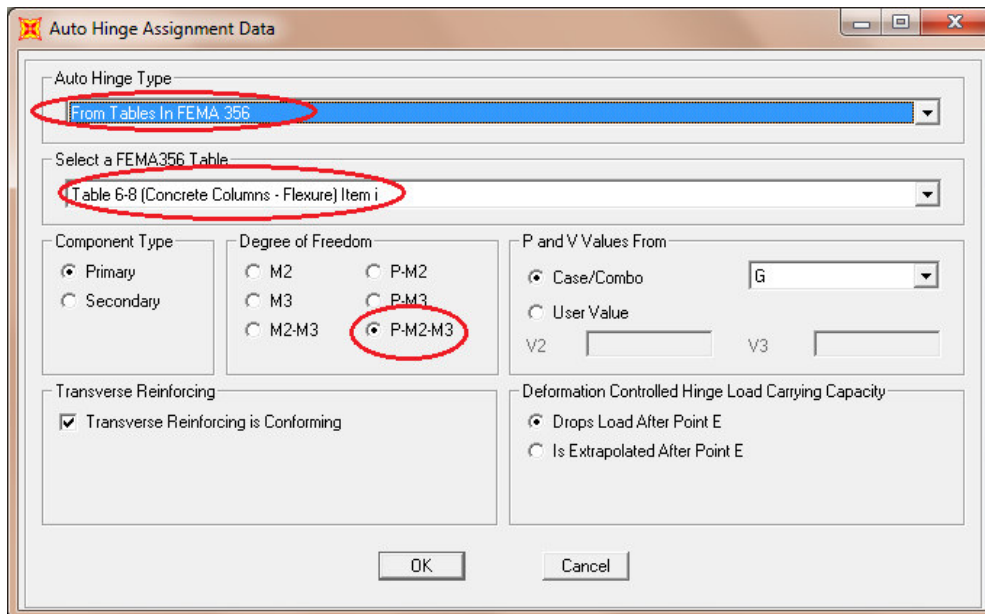 Auto Hinge Assignment Data
Auto Hinge Type
From Tables In FEMA 356
Select a FEMA356 Table
Table 6-8 (Concrete Columns - Flexure) Item i
Component Type
Primary
Secondary
Degree of Freedom
M2 P-M2
M3 P-M3
M2-M3 P-M2-M3
P and V Values From
Case/Combo G
User Value
V2 V3
Transverse Reinforcing
Transverse Reinforcing is Conforming
Deformation Controlled Hinge Load Carrying Capacity
Drops Load After Point E
Is Extrapolated After Point E
OK Cancel